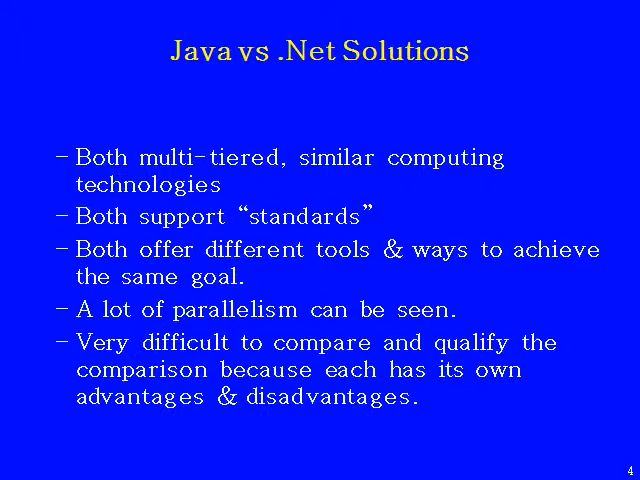 Java vs .Net Solutions
– Both multi-tiered, similar computing
technologies
– Both support “standards”
– Both offer different tools & ways to achieve
the same goal.
– A lot of parallelism can be seen.
– Very difficult to compare and qualify the
comparison because each has its own
advantages & disadvantages.
4